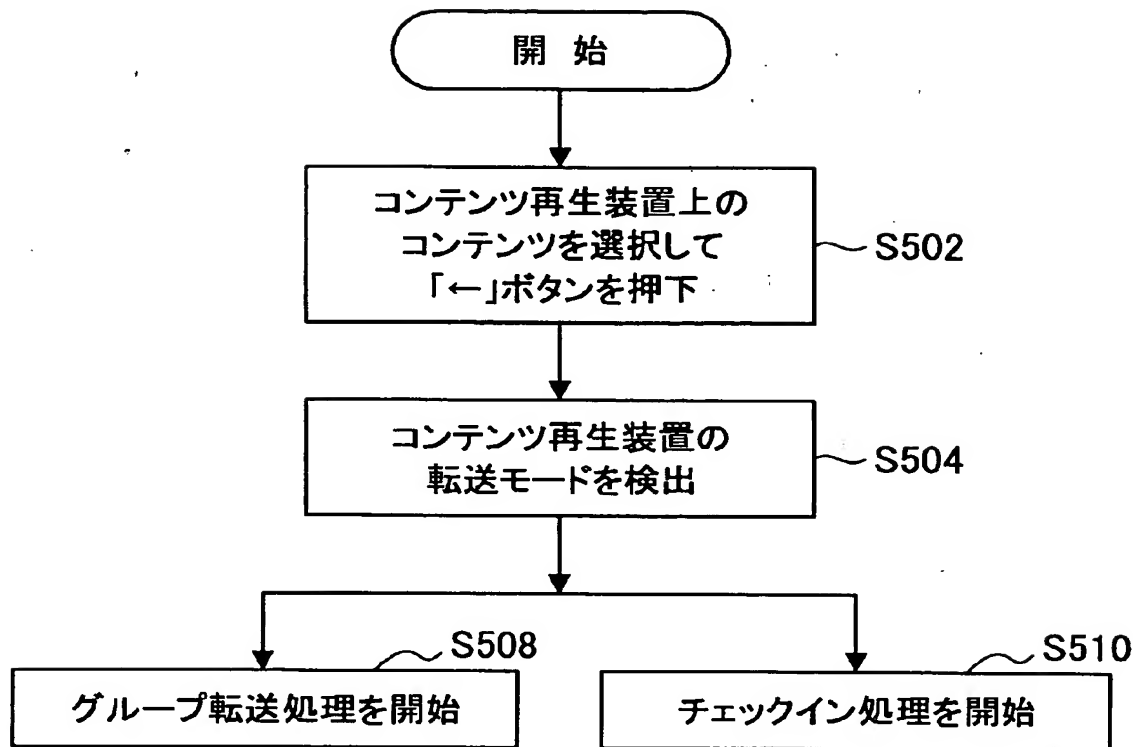 開 始
コンテンツ再生装置上の
コンテンツを選択して
「←」ボタンを押下
S502
コンテンツ再生装置の
転送モードを検出
S504
S508
グループ転送処理を開始
S510
チェックイン処理を開始